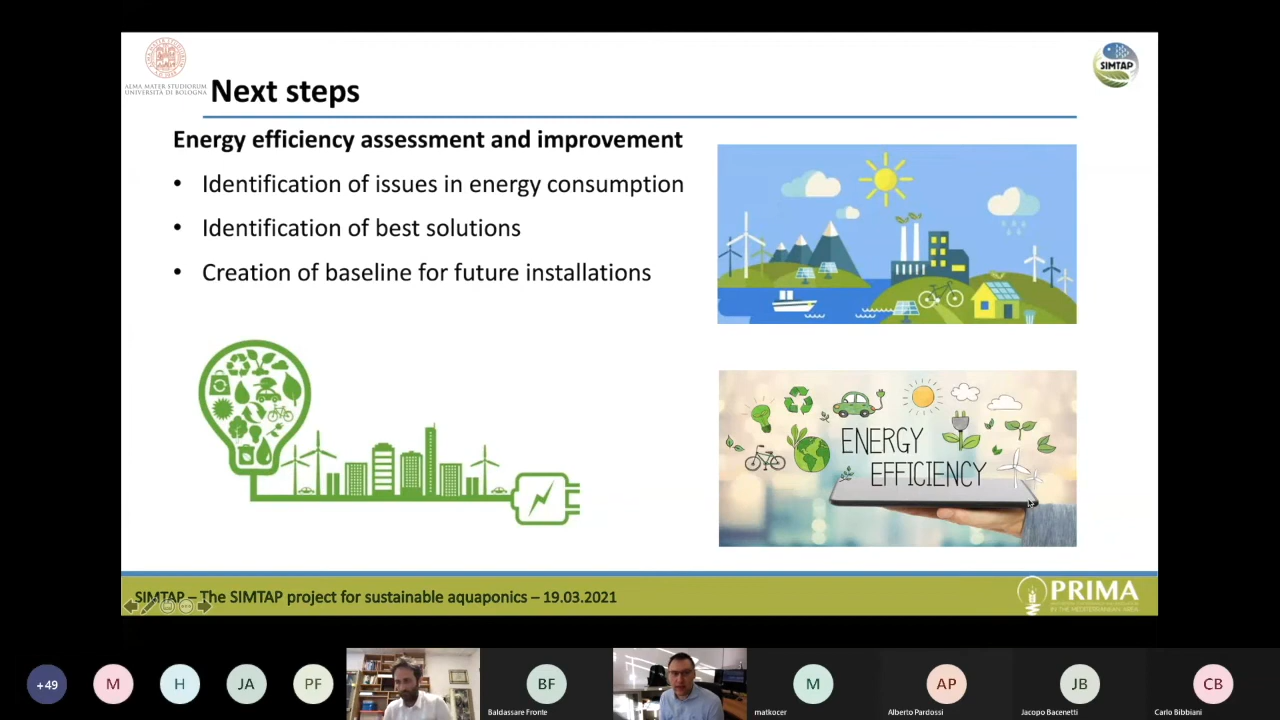 ALMA MATER STUDIORUM
UNIVERSITÀ DI BOLOGNA
SIMTAP
Next steps
Energy efficiency assessment and improvement
• Identification of issues in energy consumption
• Identification of best solutions
• Creation of baseline for future installations
ENERGY
EFFICIENCY
SIMTAP – The SIMTAP project for sustainable aquaponics – 19.03.2021
PRIMA
IN THE MEDITERRANEAN AREA
+49
M
H
JA
PF
BF
Baldassare Fronte
M
matkocer
AP
Alberto Pardossi
JB
Jacopo Bacenetti
CB
Carlo Bibbiani